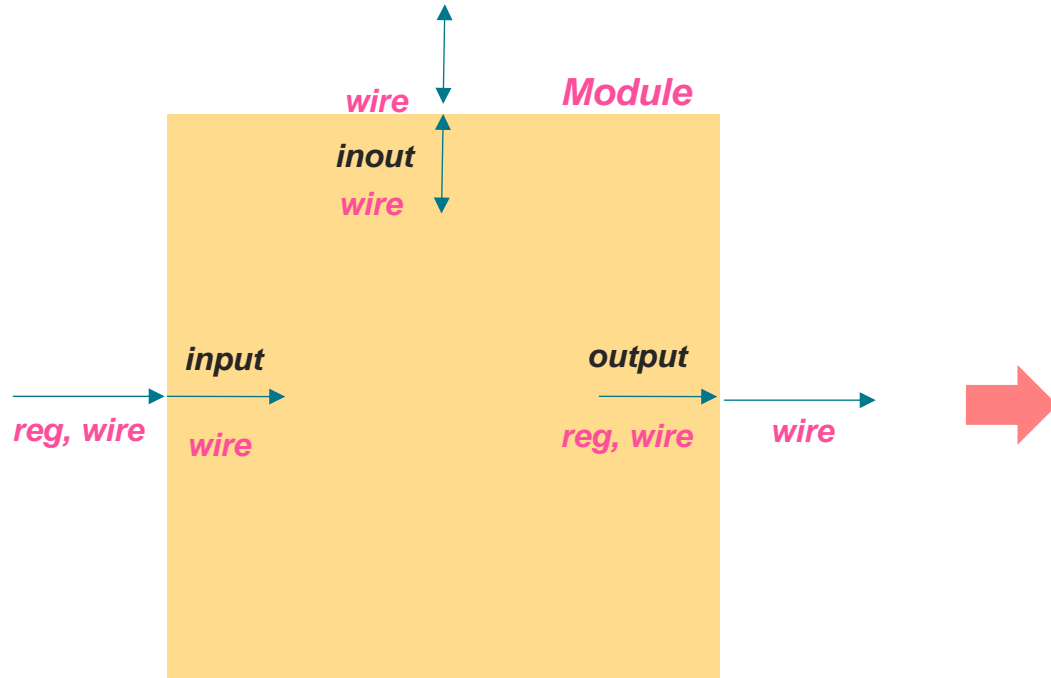 wire
Module
inout
wire
input
output
reg, wire
wire
reg, wire
wire